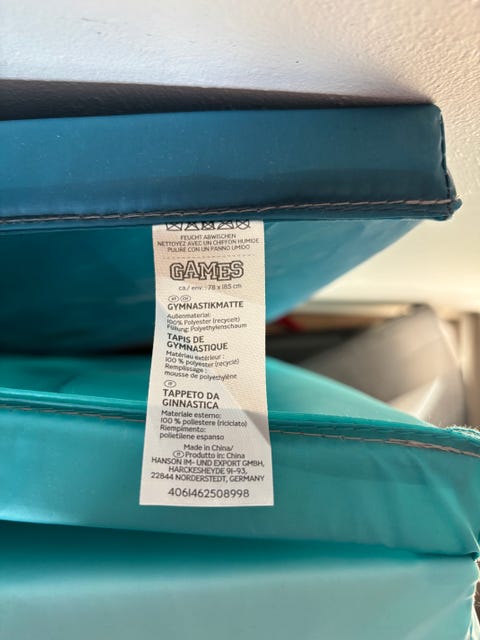 FEUCHT ABWISCHEN
NETTOYEZ AVEC UN CHIFFON HUMIDE
PULIRE CON UN PANNO UMIDO
GAMES
ca./ env. : 78 x 185 cm
GYMNASTIKMATTE
Außenmaterial:
100% Polyester (recycelt)
Füllung: Polyethylenschaum
TAPIS DE
GYMNASTIQUE
Matériau extérieur :
100 % polyester (recyclé)
Remplissage :
mousse de polyéthylène
TAPPETO DA
GINNASTICA
Materiale esterno:
100 % poliestere (riciclato)
Riempimento:
polietilene espanso
Made in China/
Prodotto in: China
HANSON IM- UND EXPORT GMBH,
HARCKESHEYDE 91-93,
22844 NORDERSTEDT, GERMANY
4061462508998